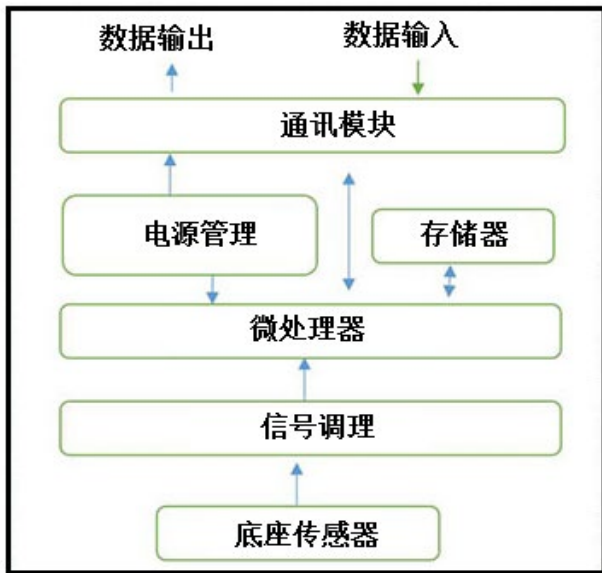 数据输出
数据输入
通讯模块
电源管理
存储器
微处理器
信号调理
底座传感器